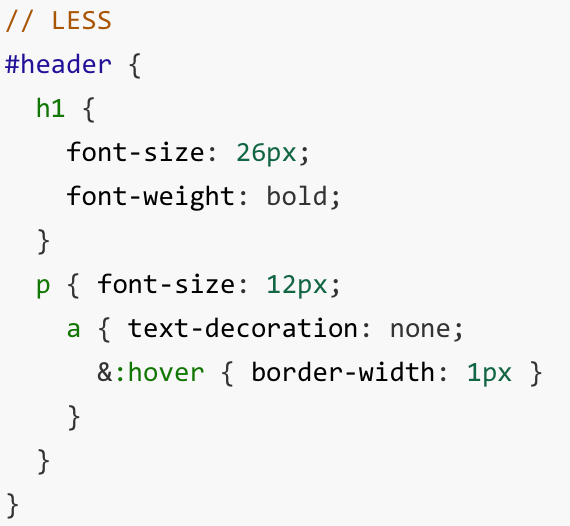 // LESS
#header {
  h1 {
    font-size: 26px;
    font-weight: bold;
  }
  p { font-size: 12px;
    a { text-decoration: none;
      &:hover { border-width: 1px }
    }
  }
}